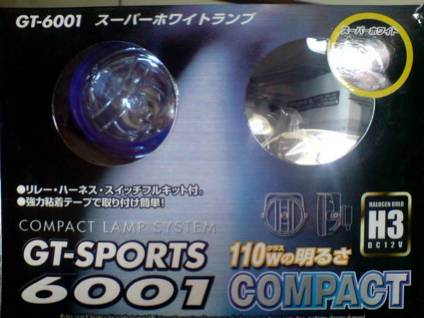 GT-6001 スーパーホワイトランプ
スーパーホワイト
●リレー・ハーネス・スイッチフルキット付。
●強力粘着テープで取り付け簡単!
COMPACT LAMP SYSTEM
GT-SPORTS
6001
HALOGEN BULB
H3
DC12V
110wクラスの明るさ
COMPACT